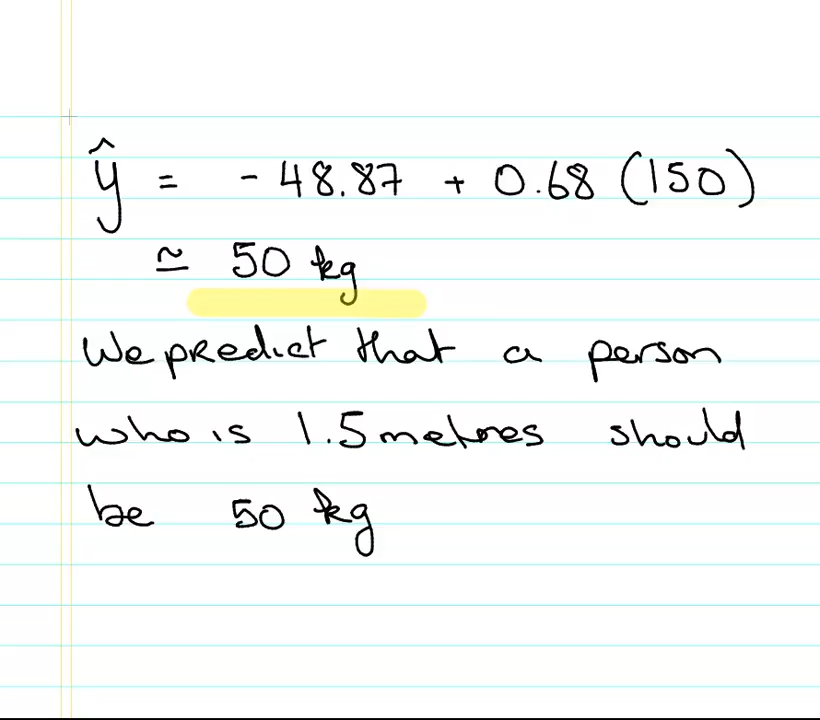 ŷ = - 48.87 + 0.68 (150)
≃ 50 kg
We predict that a person
who is 1.5 metres should
be 50 kg